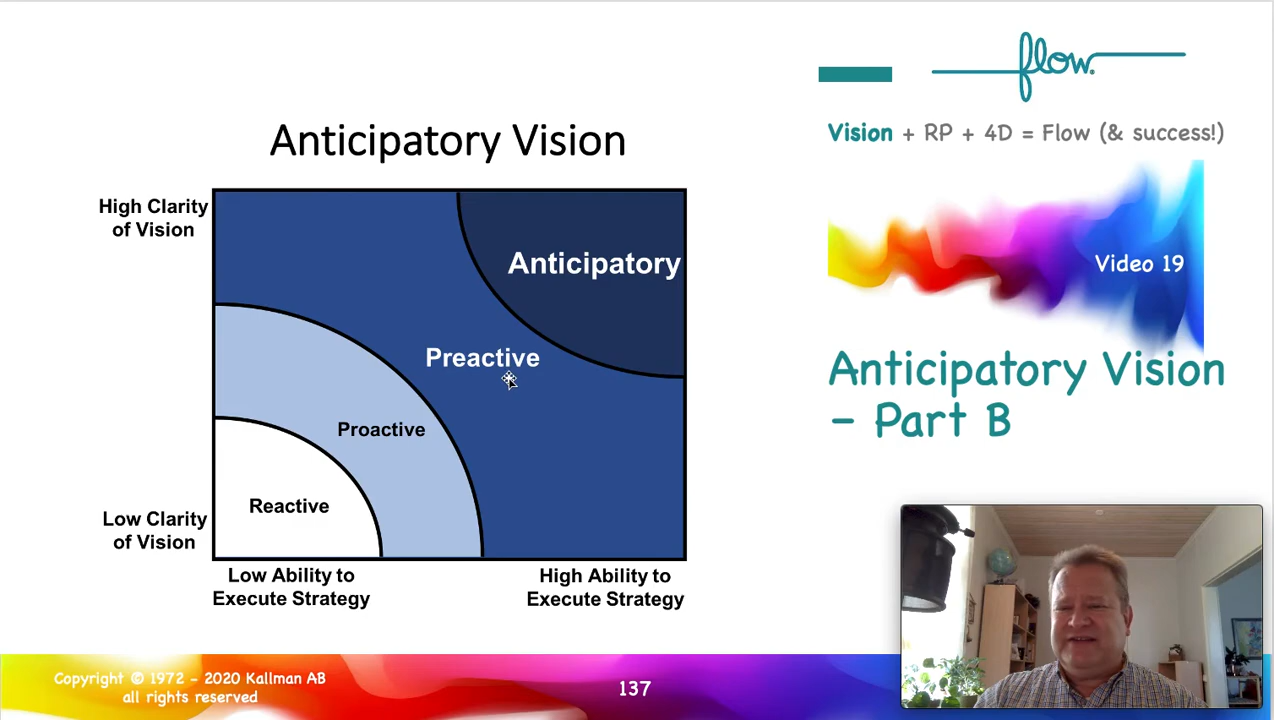 Anticipatory Vision
High Clarity
of Vision
Anticipatory
Preactive
Proactive
Reactive
Low Clarity
of Vision
Low Ability to
Execute Strategy
High Ability to
Execute Strategy
flow.
Vision + RP + 4D = Flow (& success!)
Video 19
Anticipatory Vision
- Part B
Copyright © 1972 - 2020 Kallman AB
all rights reserved
137